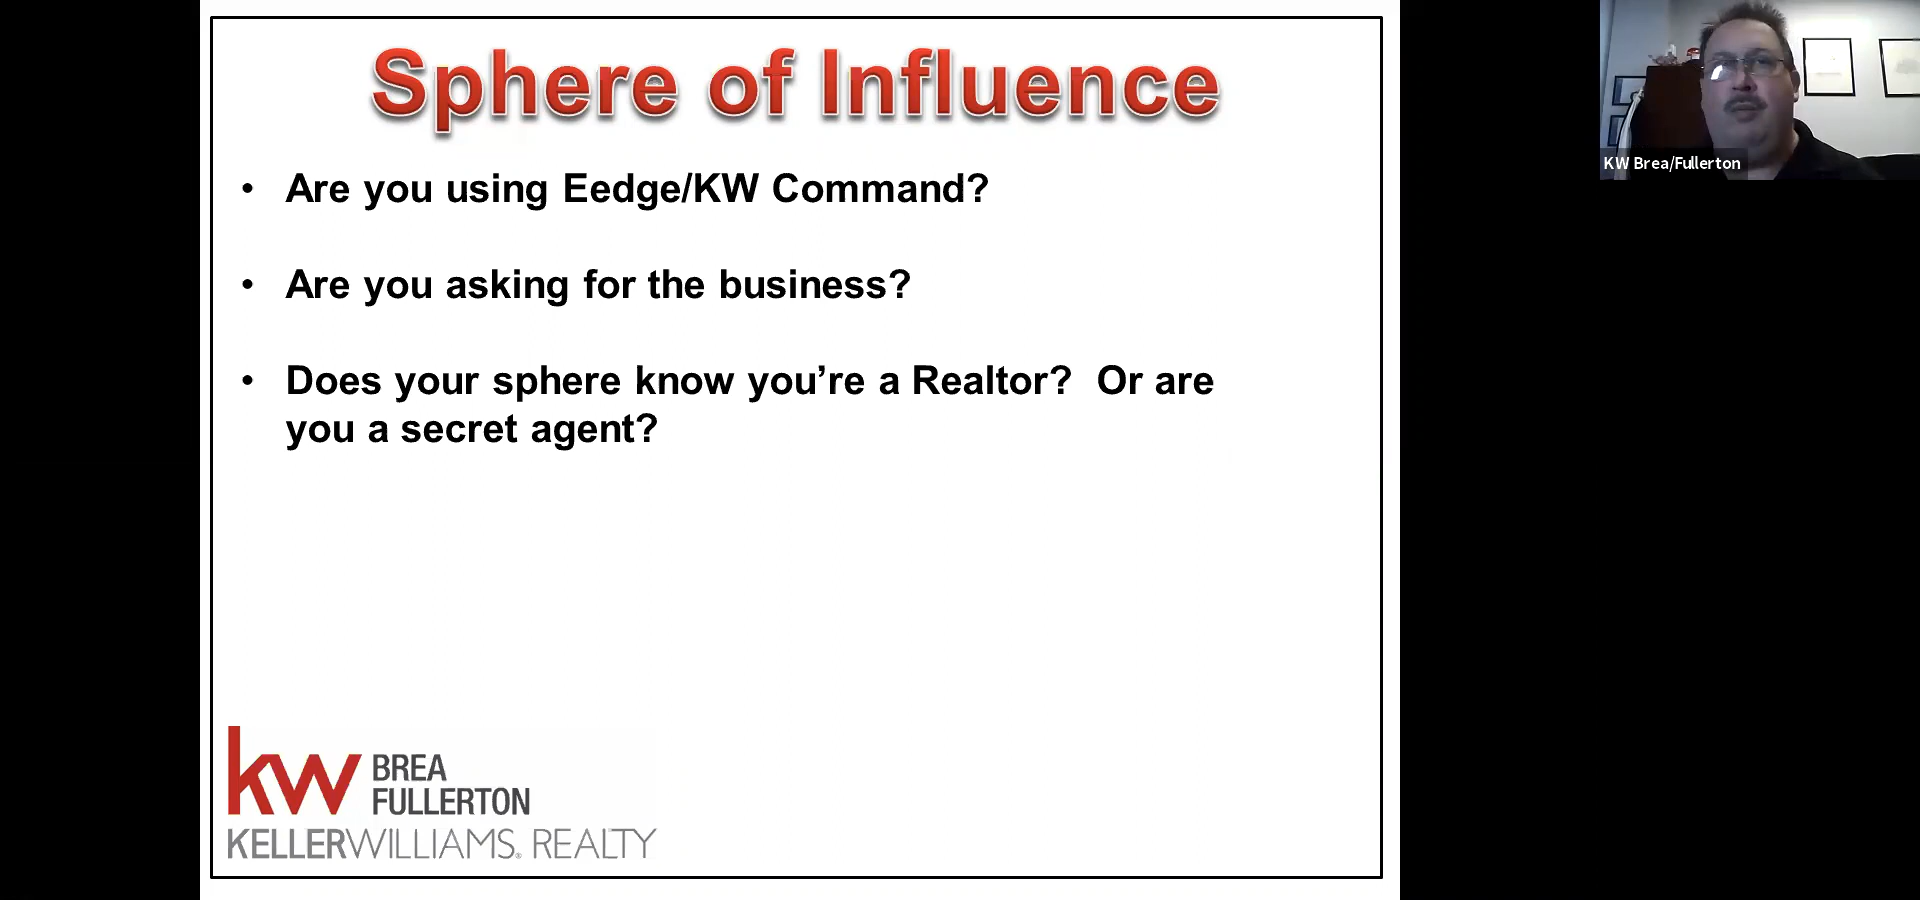 Sphere of Influence
• Are you using Eedge/KW Command?
• Are you asking for the business?
• Does your sphere know you’re a Realtor?  Or are
you a secret agent?
kw BREA
FULLERTON
KELLERWILLIAMS. REALTY
KW Brea/Fullerton